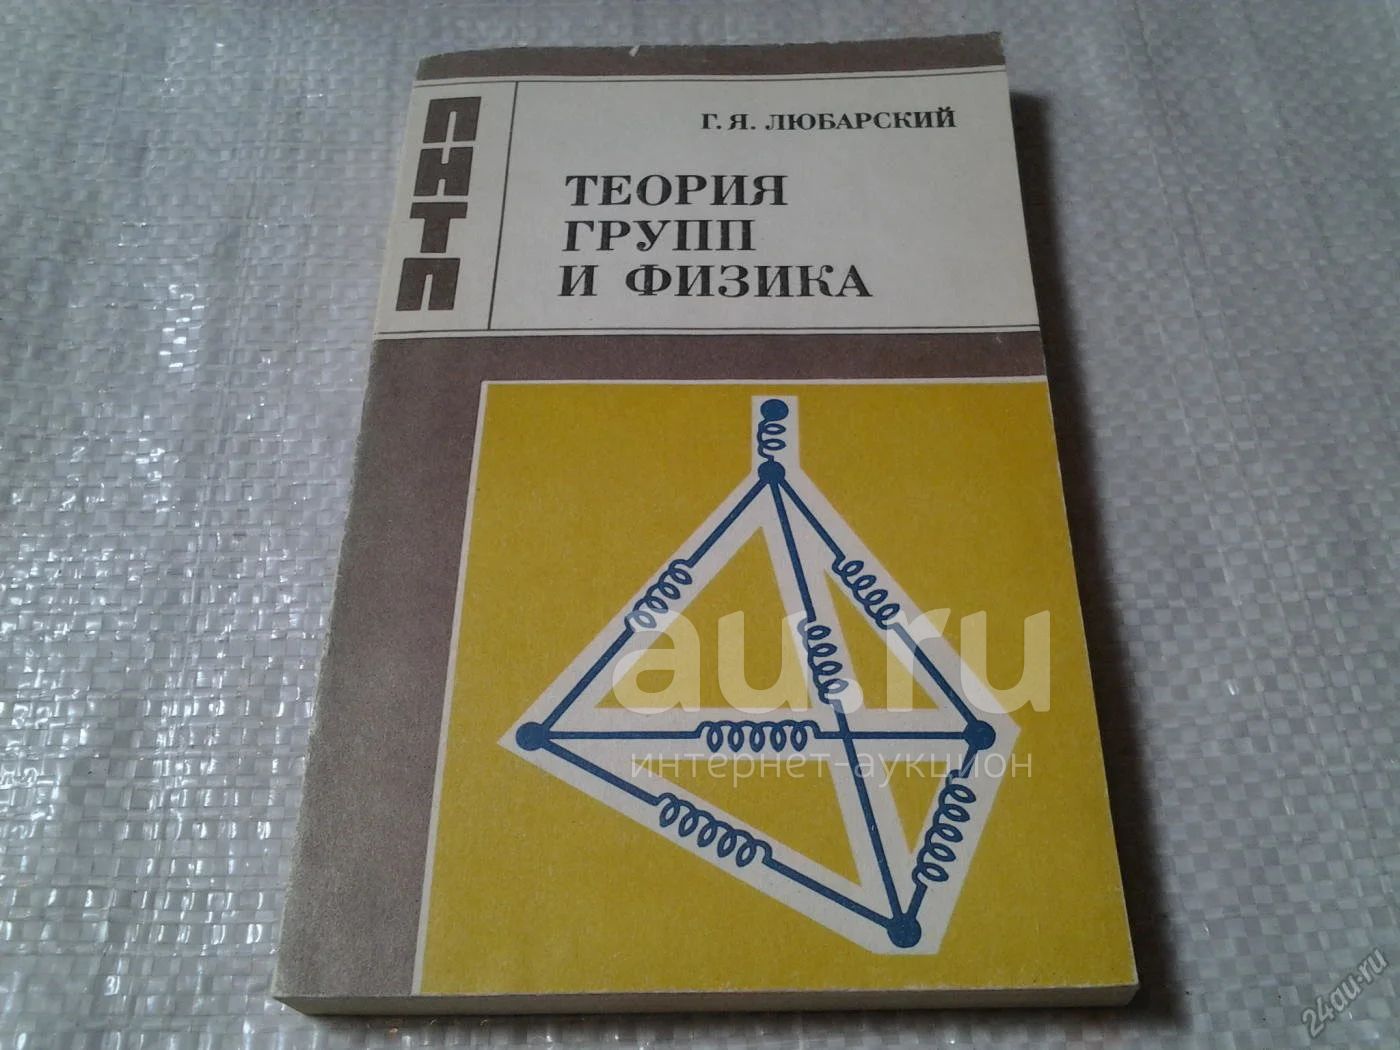 ПНТП
Г. Я. ЛЮБАРСКИЙ
ТЕОРИЯ
ГРУПП
И ФИЗИКА
au.ru
интернет-аукцион
24au.ru